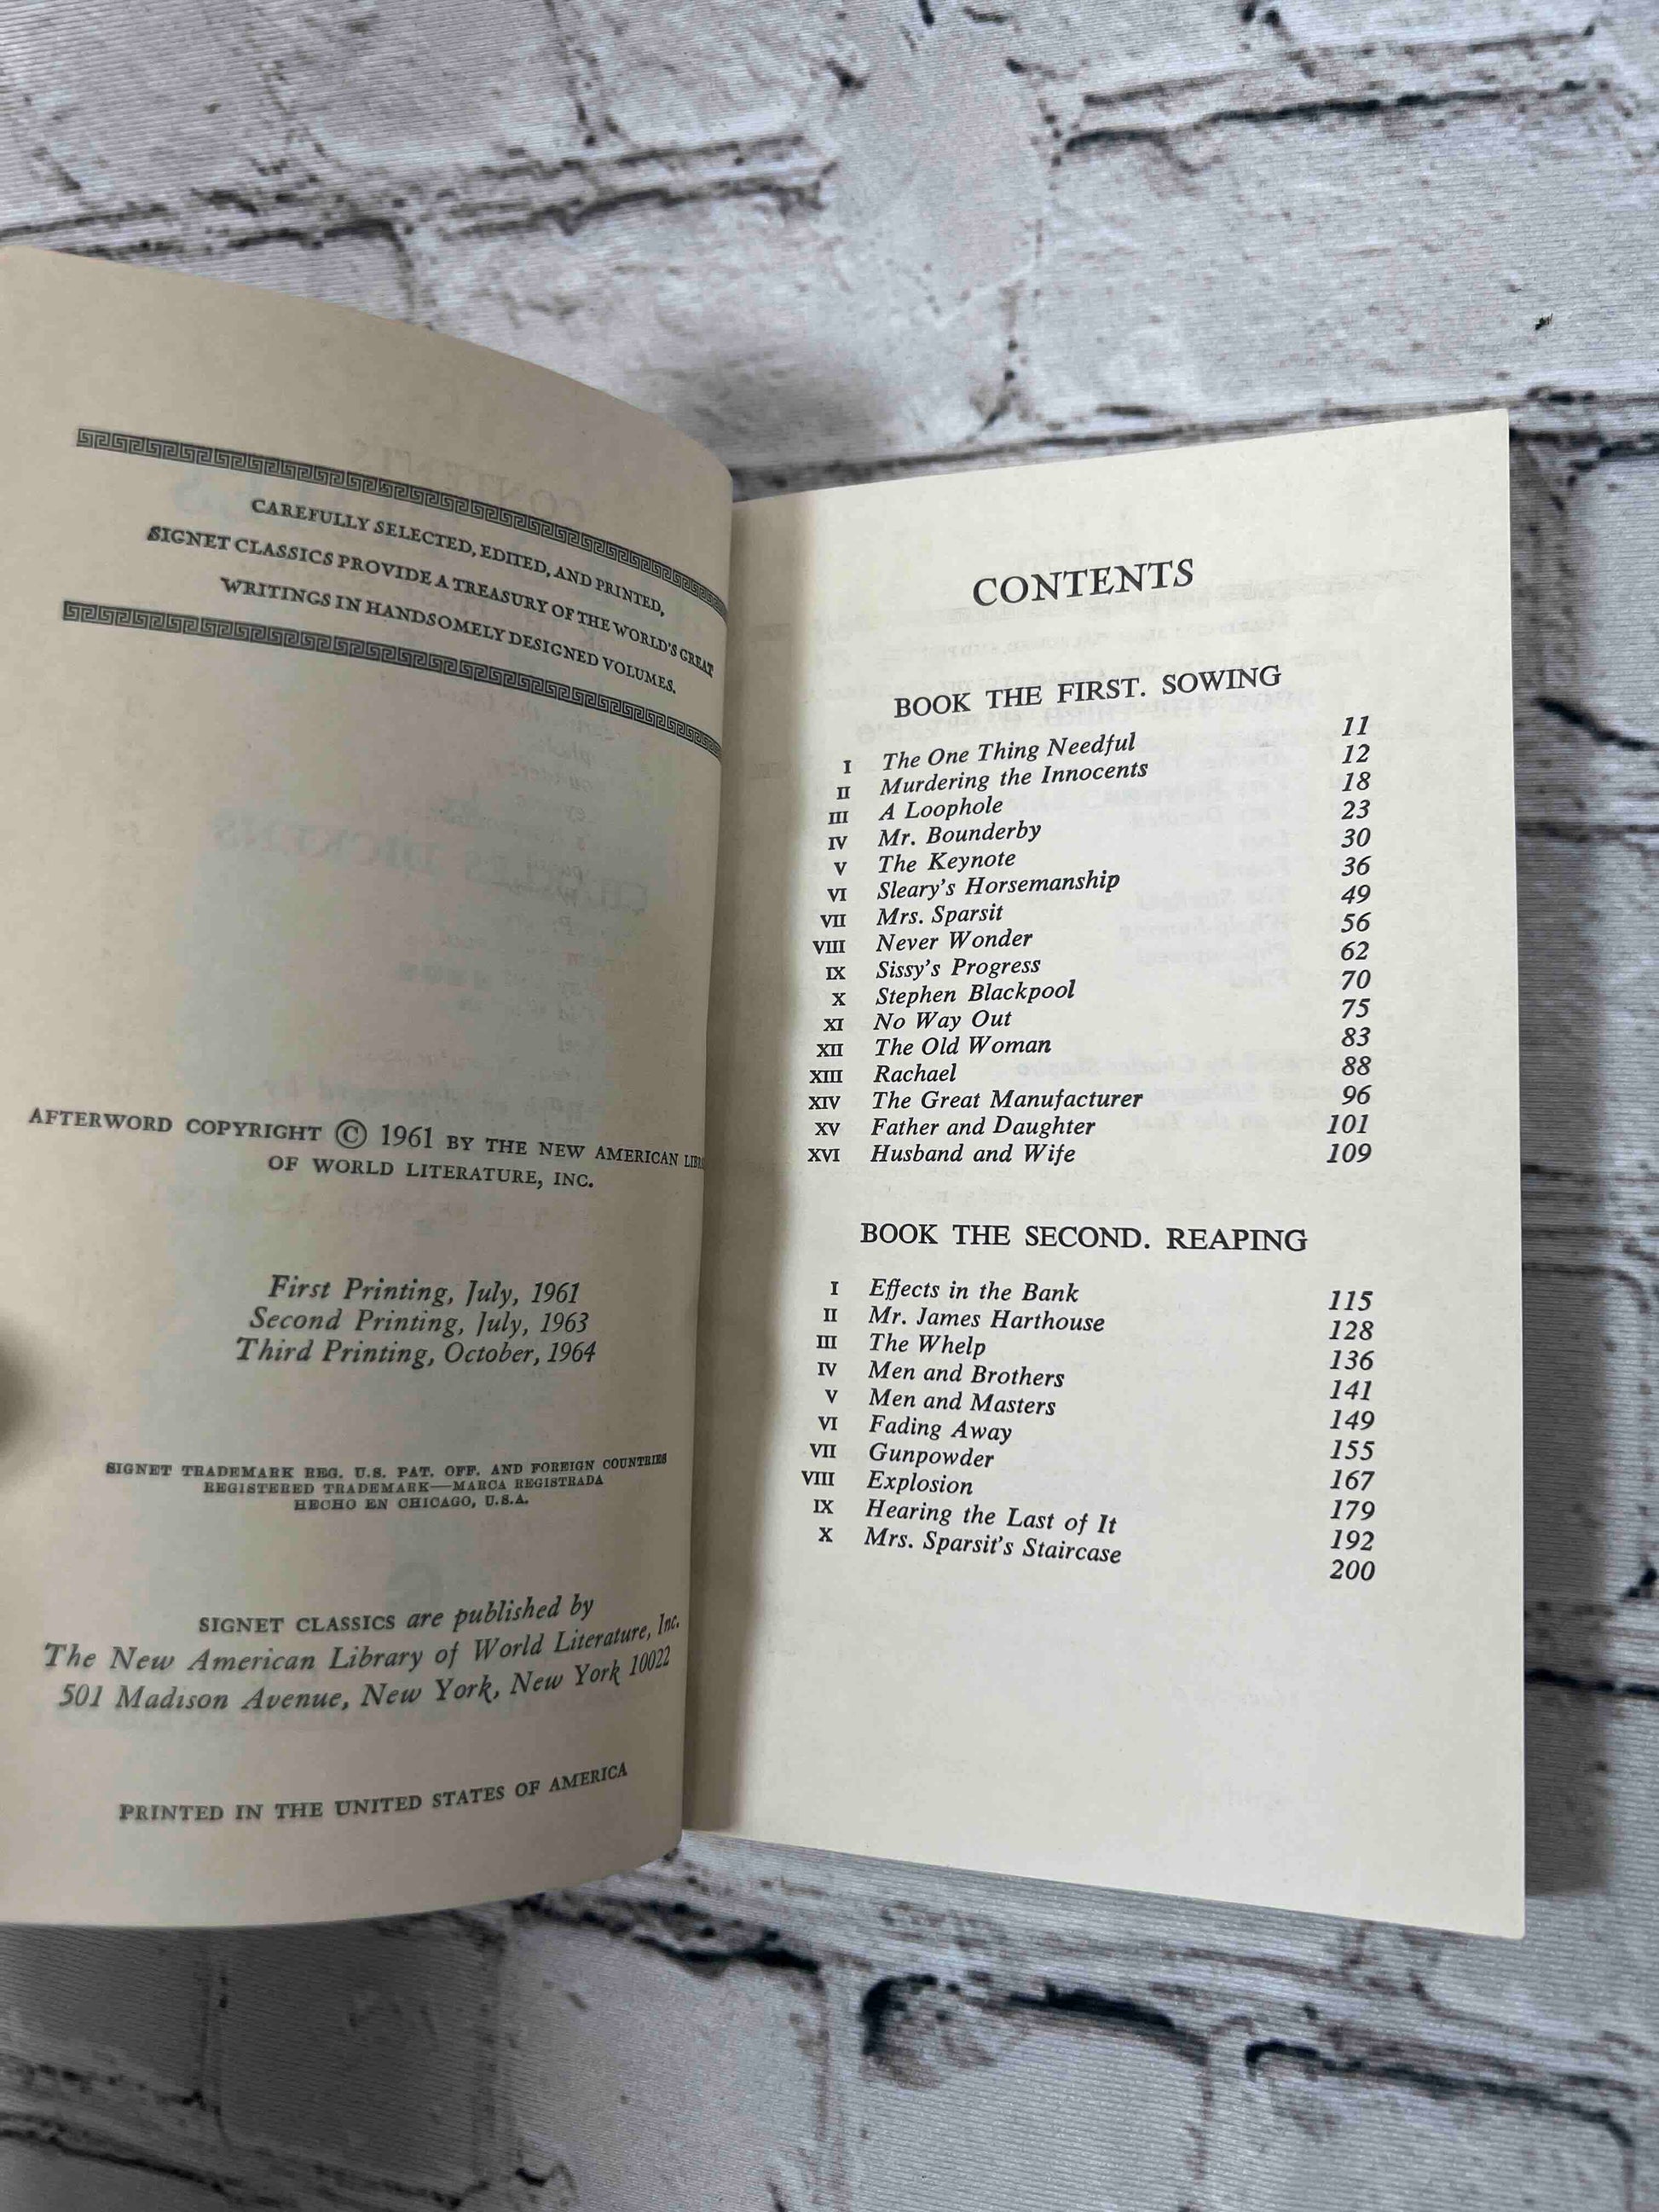 CAREFULLY SELECTED, EDITED, AND PRINTED,
SIGNET CLASSICS PROVIDE A TREASURY OF THE WORLD'S GREAT
WRITINGS IN HANDSOMELY DESIGNED VOLUMES.
AFTERWORD COPYRIGHT © 1961 BY THE NEW AMERICAN
OF WORLD LITERATURE, INC.
First Printing, July, 1961
Second Printing, July, 1963
Third Printing, October, 1964
SIGNET TRADEMARK REG. U.S. PAT. OFF. AND FOREIGN COUNTRIES
REGISTERED TRADEMARK—MARCA REGISTRADA
HECHO EN CHICAGO, U.S.A.
SIGNET CLASSICS are published by
The New American Library of World Literature, Inc.
501 Madison Avenue, New York, New York 10022
PRINTED IN THE UNITED STATES OF AMERICA
CONTENTS
BOOK THE FIRST. SOWING
I The One Thing Needful 11
II Murdering the Innocents 12
III A Loophole 18
IV Mr. Bounderby 23
V The Keynote 30
VI Sleary's Horsemanship 36
VII Mrs. Sparsit 49
VIII Never Wonder 56
IX Sissy's Progress 62
X Stephen Blackpool 70
XI No Way Out 75
XII The Old Woman 83
XIII Rachael 88
XIV The Great Manufacturer 96
XV Father and Daughter 101
XVI Husband and Wife 109
BOOK THE SECOND. REAPING
I Effects in the Bank 115
II Mr. James Harthouse 128
III The Whelp 136
IV Men and Brothers 141
V Men and Masters 149
VI Fading Away 155
VII Gunpowder 167
VIII Explosion 179
IX Hearing the Last of It 192
X Mrs. Sparsit's Staircase 200